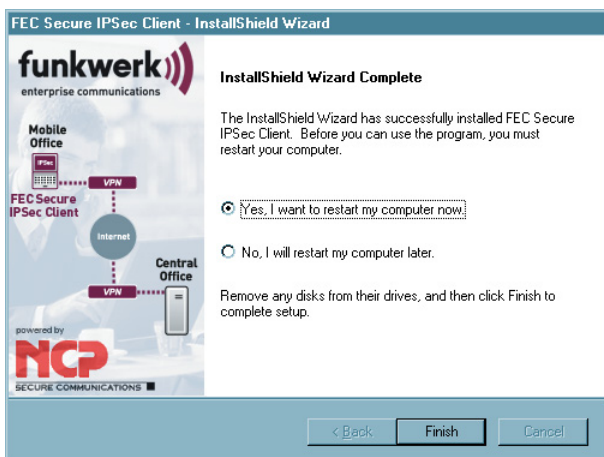 FEC Secure IPSec Client - InstallShield Wizard
funkwerk
enterprise communications
Mobile
Office
IPSec
VPN
FEC Secure
IPSec Client
Internet
Central
Office
VPN
powered by
NCP
SECURE COMMUNICATIONS
InstallShield Wizard Complete
The InstallShield Wizard has successfully installed FEC Secure
IPSec Client. Before you can use the program, you must
restart your computer.
Yes, I want to restart my computer now.
No, I will restart my computer later.
Remove any disks from their drives, and then click Finish to
complete setup.
< Back
Finish
Cancel